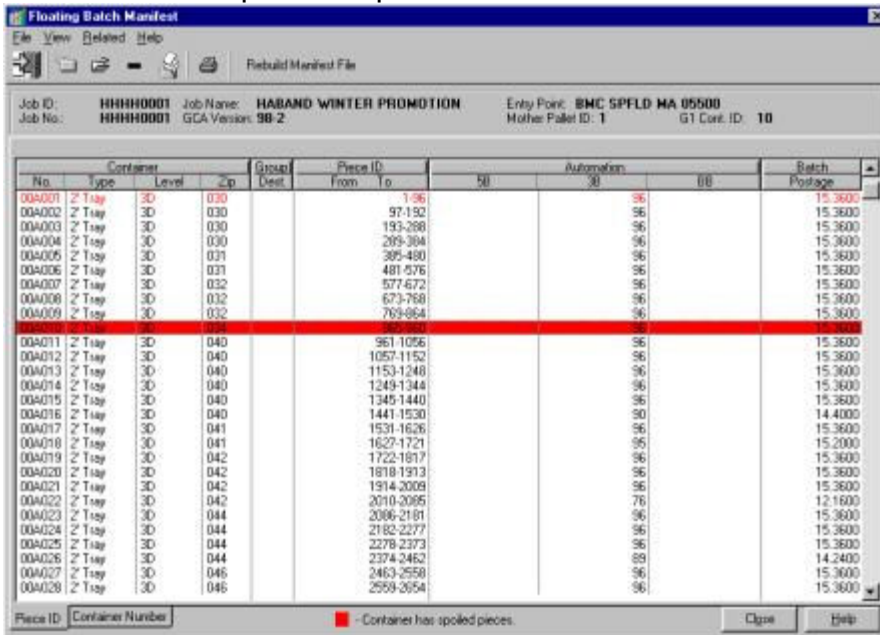 Floating Batch Manifest
File View Related Help
Rebuild Manifest File
Job ID: HHHH0001 Job Name: HABAND WINTER PROMOTION Entry Point: BMC SPFLD MA 05500
Job No.: HHHH0001 GCA Version: 98-2 Mother Pallet ID: 1 G1 Cont. ID: 10
Container Group Piece ID Automation Batch
No. Type Level Zip Dest. From To 5B 3B BB Postage
00A001 2' Tray 3D 030 1-96 96 15.3600
00A002 2' Tray 3D 030 97-192 96 15.3600
00A003 2' Tray 3D 030 193-288 96 15.3600
00A004 2' Tray 3D 030 289-384 96 15.3600
00A005 2' Tray 3D 031 385-480 96 15.3600
00A006 2' Tray 3D 031 481-576 96 15.3600
00A007 2' Tray 3D 032 577-672 96 15.3600
00A008 2' Tray 3D 032 673-768 96 15.3600
00A009 2' Tray 3D 032 769-864 96 15.3600
00A010 2' Tray 3D 034 865-960 96 15.3600
00A011 2' Tray 3D 040 961-1056 96 15.3600
00A012 2' Tray 3D 040 1057-1152 96 15.3600
00A013 2' Tray 3D 040 1153-1248 96 15.3600
00A014 2' Tray 3D 040 1249-1344 96 15.3600
00A015 2' Tray 3D 040 1345-1440 96 15.3600
00A016 2' Tray 3D 040 1441-1530 90 14.4000
00A017 2' Tray 3D 041 1531-1626 96 15.3600
00A018 2' Tray 3D 041 1627-1721 95 15.2000
00A019 2' Tray 3D 042 1722-1817 96 15.3600
00A020 2' Tray 3D 042 1818-1913 96 15.3600
00A021 2' Tray 3D 042 1914-2009 96 15.3600
00A022 2' Tray 3D 042 2010-2085 76 12.1600
00A023 2' Tray 3D 044 2086-2181 96 15.3600
00A024 2' Tray 3D 044 2182-2277 96 15.3600
00A025 2' Tray 3D 044 2278-2373 96 15.3600
00A026 2' Tray 3D 044 2374-2462 89 14.2400
00A027 2' Tray 3D 046 2463-2558 96 15.3600
00A028 2' Tray 3D 046 2559-2654 96 15.3600
Piece ID Container Number - Container has spoiled pieces. Close Help